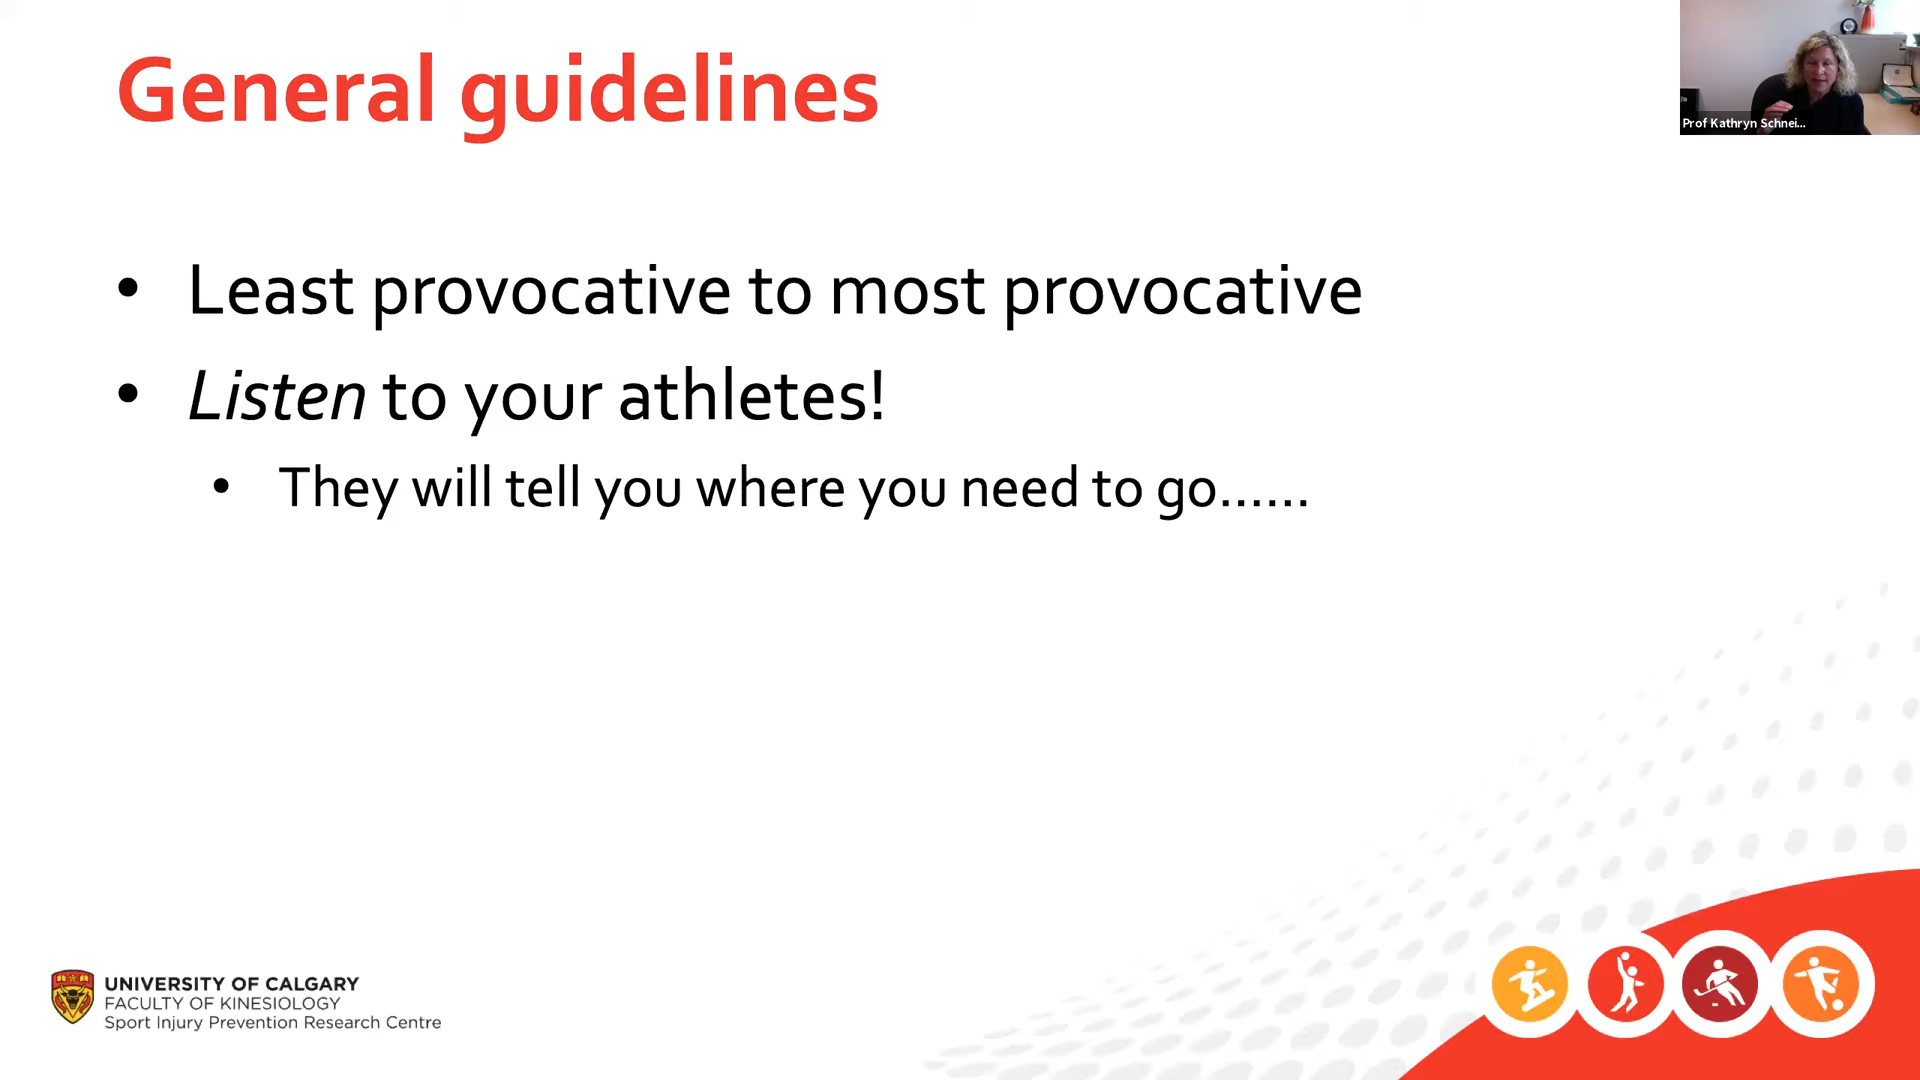 General guidelines
Prof Kathryn Schnei...
• Least provocative to most provocative
• Listen to your athletes!
• They will tell you where you need to go......
UNIVERSITY OF CALGARY
FACULTY OF KINESIOLOGY
Sport Injury Prevention Research Centre